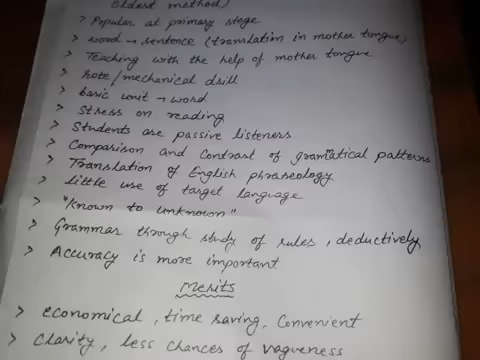 Oldest method)
> Popular at primary stage
> word → sentence (translation in mother tongue)
> Teaching with the help of mother tongue
> Rote/mechanical drill
> basic unit → word
> Stress on reading
> Students are passive listeners
> Comparison and contrast of gramatical patterns
> Translation of English phraseology
> little use of target language
> "Known to unknown"
> Grammar through study of rules, deductively
> Accuracy is more important
Merits
> economical, time saving, convenient
> Clarity, less chances of vagueness